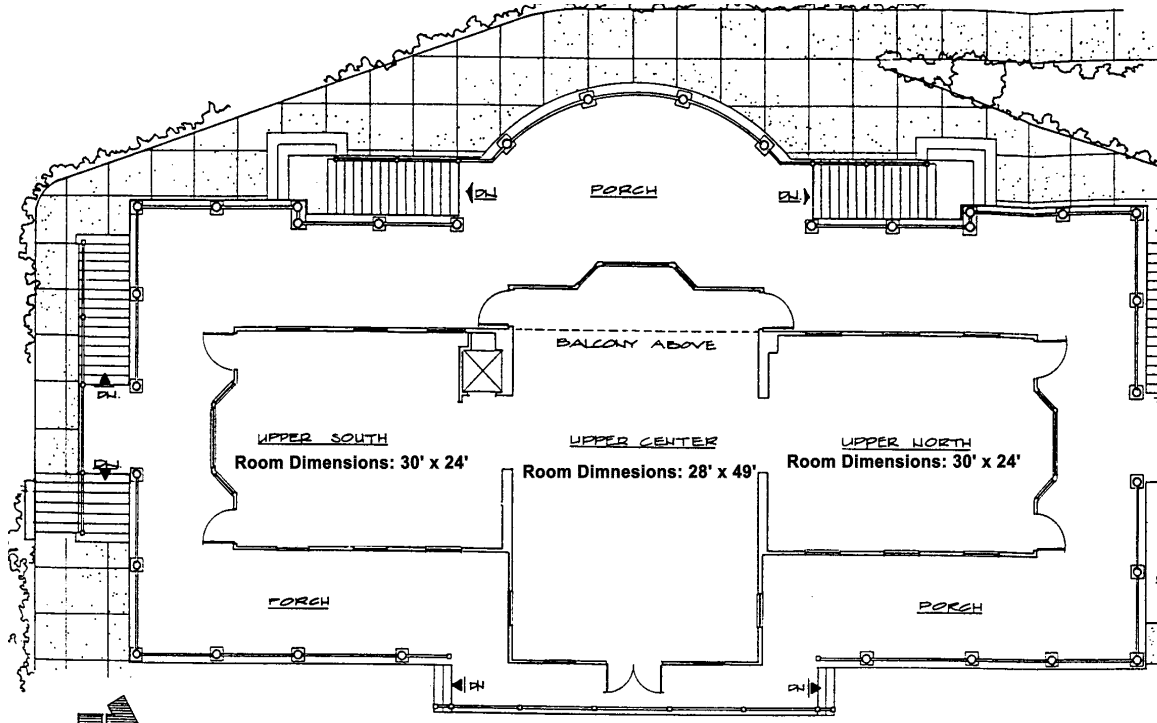 PORCH
DN.
DN.
BALCONY ABOVE
DN.
UPPER SOUTH
Room Dimensions: 30' x 24'
UPPER CENTER
Room Dimnesions: 28' x 49'
UPPER NORTH
Room Dimensions: 30' x 24'
DN.
PORCH
PORCH
DN
DN